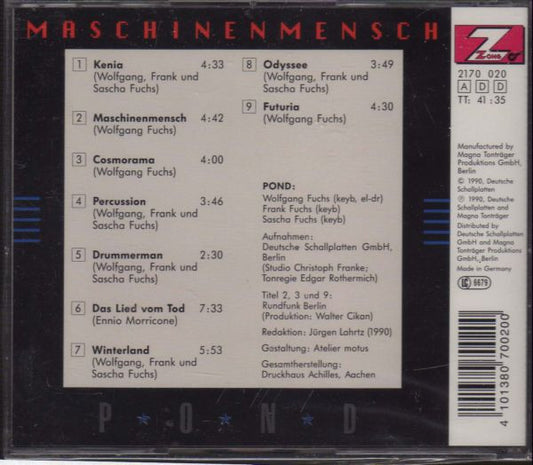 MASCHINENMENSCH
1 Kenia 4:33
(Wolfgang, Frank und
Sascha Fuchs)
2 Maschinenmensch 4:42
(Wolfgang Fuchs)
3 Cosmorama 4:00
(Wolfgang Fuchs)
4 Percussion 3:46
(Wolfgang, Frank und
Sascha Fuchs)
5 Drummerman 2:30
(Wolfgang, Frank und
Sascha Fuchs)
6 Das Lied vom Tod 7:33
(Ennio Morricone)
7 Winterland 5:53
(Wolfgang, Frank und
Sascha Fuchs)
8 Odyssee 3:49
(Wolfgang, Frank und
Sascha Fuchs)
9 Futuria 4:30
(Wolfgang Fuchs)
POND:
Wolfgang Fuchs (keyb, el-dr)
Frank Fuchs (keyb)
Sascha Fuchs (keyb)
Aufnahmen:
Deutsche Schallplatten GmbH,
Berlin
(Studio Christoph Franke;
Tonregie Edgar Rothermich)
Titel 2, 3 und 9:
Rundfunk Berlin
(Produktion: Walter Cikan)
Redaktion: Jürgen Lahrtz (1990)
Gastaltung: Atelier motus
Gesamtherstellung:
Druckhaus Achilles, Aachen
P★O★N★D
Z
ZONG
2170 020
A D D
TT: 41:35
Manufactured by
Magna Tonträger
Produktions GmbH,
Berlin
© 1990, Deutsche
Schallplatten
℗ 1990, Deutsche
Schallplatten and
Magna Tonträger
Distributed by
Deutsche Schallplatten
GmbH and Magna
Tonträger Produktions
GmbH, Berlin
Made in Germany
LC 6679
4 101380 700200